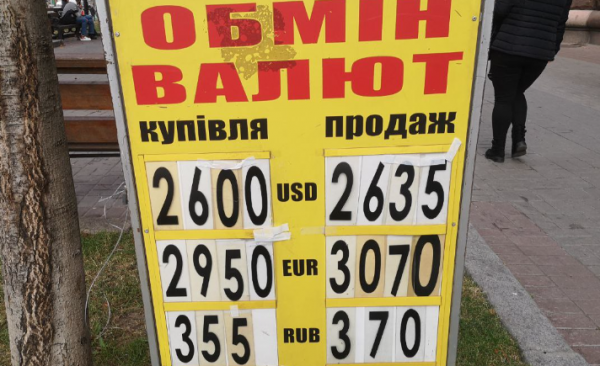 ОБМІН
ВАЛЮТ
купівля продаж
2600 USD 2635
2950 EUR 3070
355 RUB 370